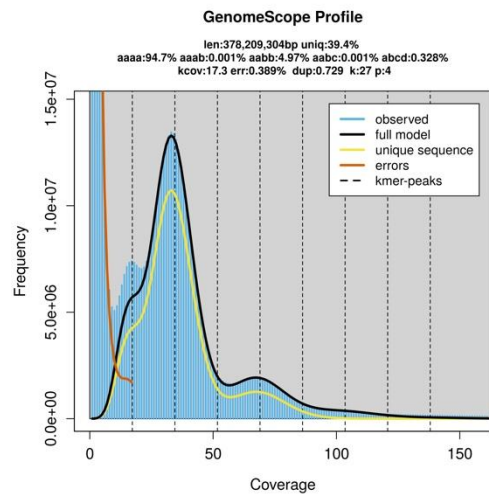 GenomeScope Profile
len:378,209,304bp uniq:39.4%
aaaa:94.7% aaab:0.001% aabb:4.97% aabc:0.001% abcd:0.328%
kcov:17.3 err:0.389% dup:0.729 k:27 p:4
1.5e+07
1.0e+07
5.0e+06
0.0e+00
Frequency
observed
full model
unique sequence
errors
kmer-peaks
0
50
100
150
Coverage